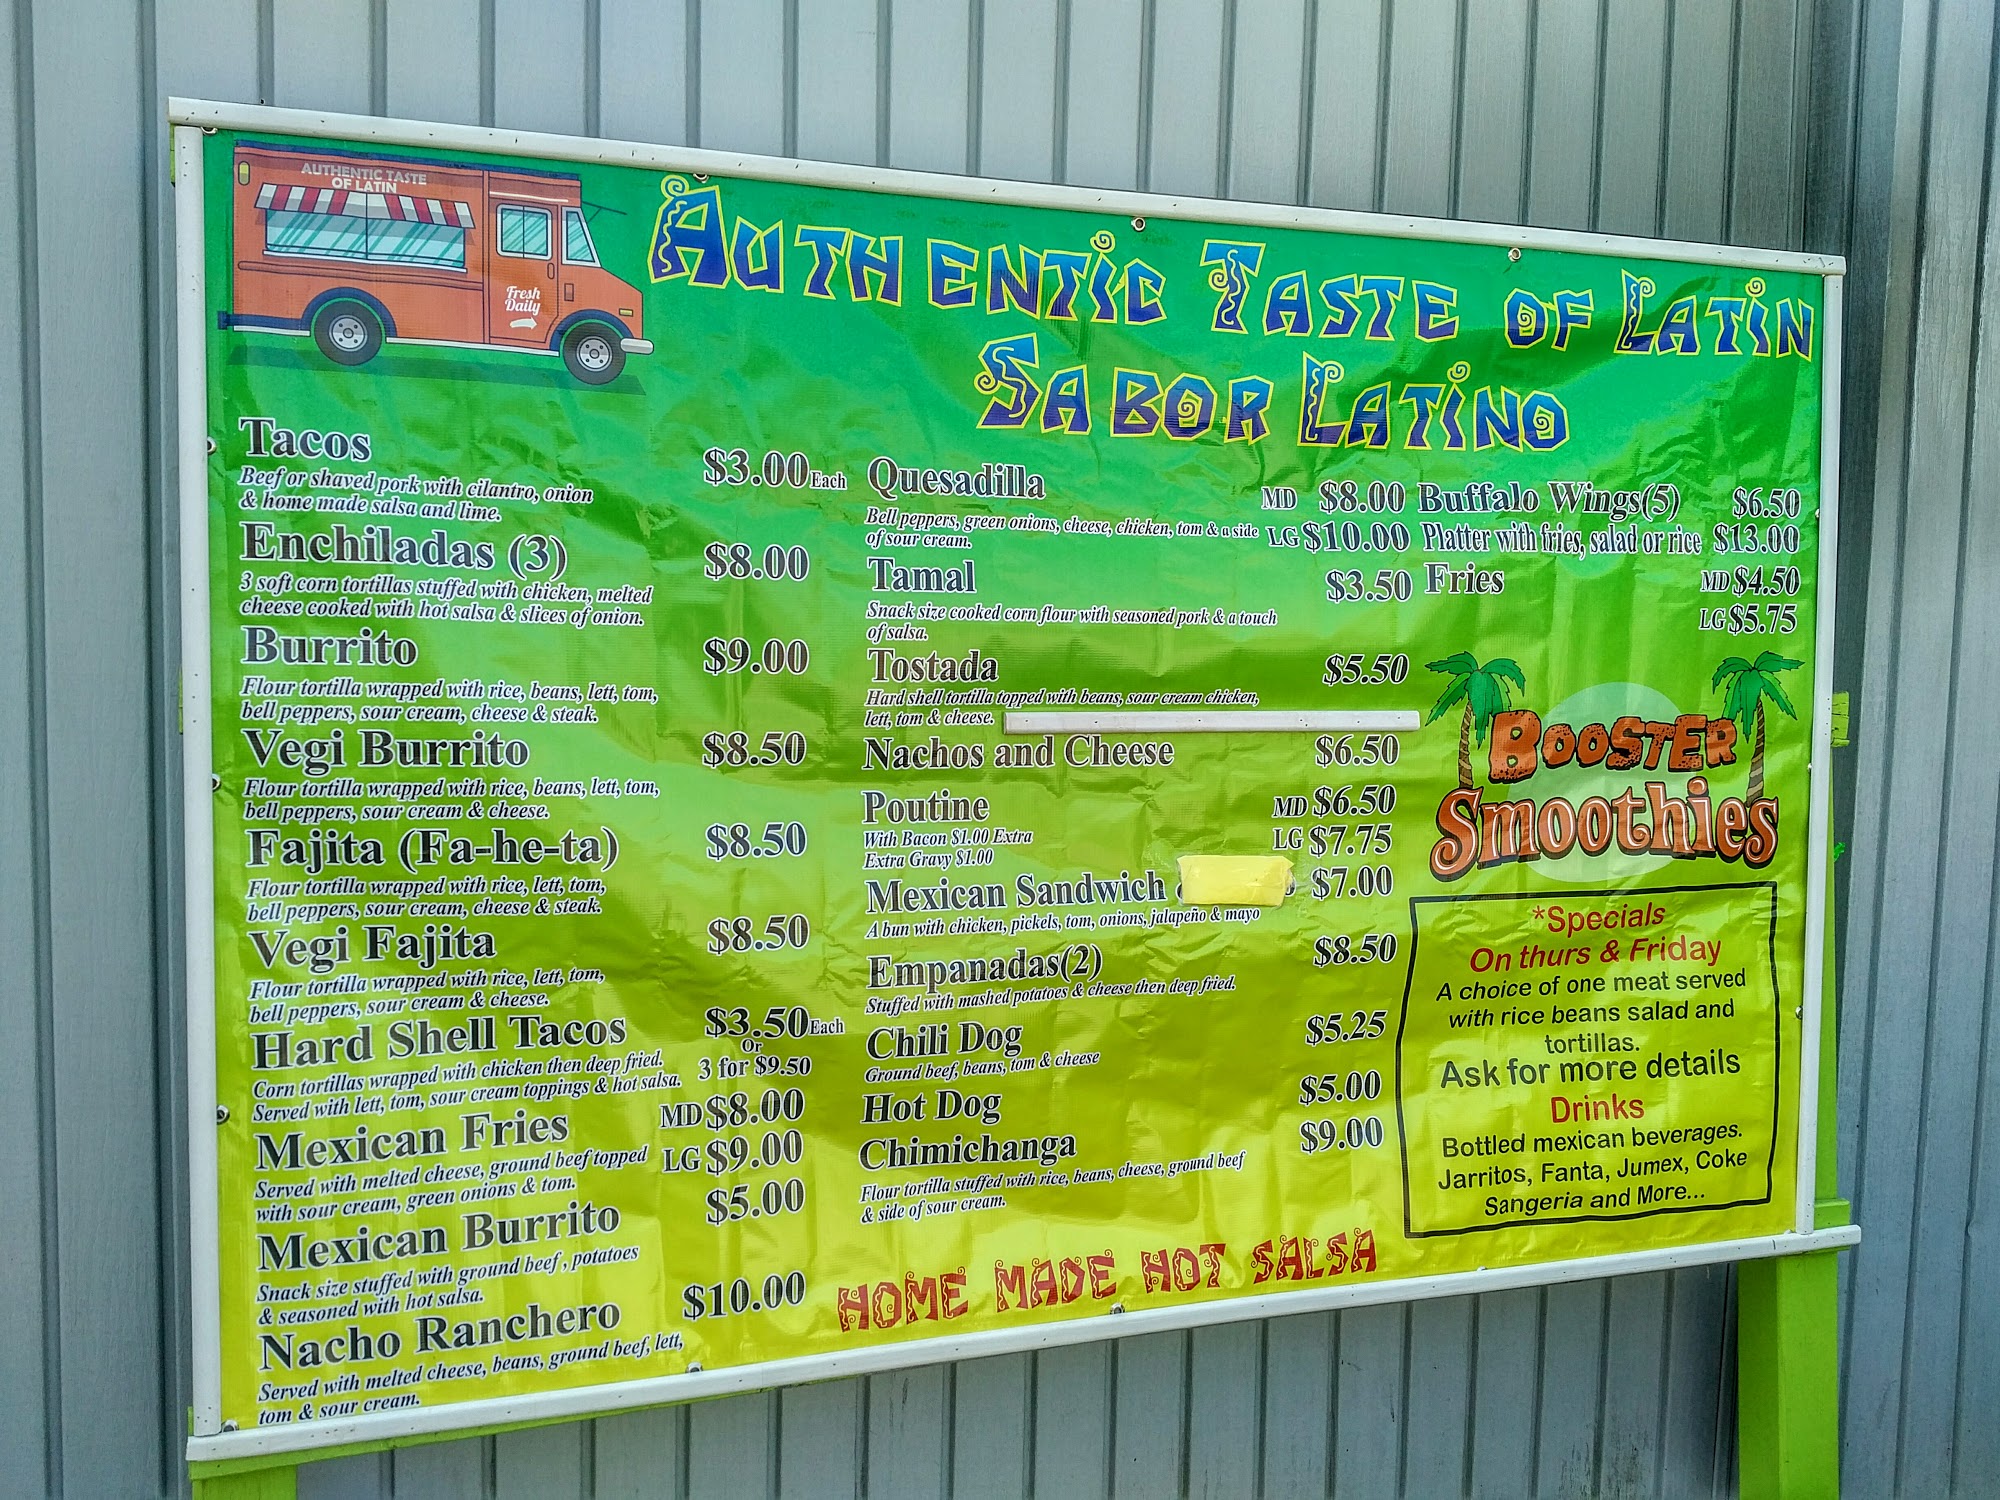 AUTHENTIC TASTE
OF LATIN
Fresh
Daily
AUTHENTIC TASTE OF LATIN
SABOR LATINO
Tacos $3.00 Each
Beef or shaved pork with cilantro, onion
& home made salsa and lime.
Enchiladas (3) $8.00
3 soft corn tortillas stuffed with chicken, melted
cheese cooked with hot salsa & slices of onion.
Burrito $9.00
Flour tortilla wrapped with rice, beans, lett, tom,
bell peppers, sour cream, cheese & steak.
Vegi Burrito $8.50
Flour tortilla wrapped with rice, beans, lett, tom,
bell peppers, sour cream & cheese.
Fajita (Fa-he-ta) $8.50
Flour tortilla wrapped with rice, lett, tom,
bell peppers, sour cream, cheese & steak.
Vegi Fajita $8.50
Flour tortilla wrapped with rice, lett, tom,
bell peppers, sour cream & cheese.
Hard Shell Tacos $3.50 Each
Or
Corn tortillas wrapped with chicken then deep fried. 3 for $9.50
Served with lett, tom, sour cream toppings & hot salsa.
Mexican Fries MD $8.00
Served with melted cheese, ground beef topped LG $9.00
with sour cream, green onions & tom.
Mexican Burrito $5.00
Snack size stuffed with ground beef, potatoes
& seasoned with hot salsa.
Nacho Ranchero $10.00
Served with melted cheese, beans, ground beef, lett,
tom & sour cream.
Quesadilla MD $8.00
Bell peppers, green onions, cheese, chicken, tom & a side LG $10.00
of sour cream.
Tamal $3.50
Snack size cooked corn flour with seasoned pork & a touch
of salsa.
Tostada $5.50
Hard shell tortilla topped with beans, sour cream chicken,
lett, tom & cheese.
Nachos and Cheese $6.50
Poutine MD $6.50
With Bacon $1.00 Extra LG $7.75
Extra Gravy $1.00
Mexican Sandwich $7.00
A bun with chicken, pickels, tom, onions, jalapeño & mayo
Empanadas(2) $8.50
Stuffed with mashed potatoes & cheese then deep fried.
Chili Dog $5.25
Ground beef, beans, tom & cheese
Hot Dog $5.00
Chimichanga $9.00
Flour tortilla stuffed with rice, beans, cheese, ground beef
& side of sour cream.
HOME MADE HOT SALSA
Buffalo Wings(5) $6.50
Platter with fries, salad or rice $13.00
Fries MD $4.50
LG $5.75
BOOSTER
Smoothies
*Specials
On thurs & Friday
A choice of one meat served
with rice beans salad and
tortillas.
Ask for more details
Drinks
Bottled mexican beverages.
Jarritos, Fanta, Jumex, Coke
Sangeria and More...